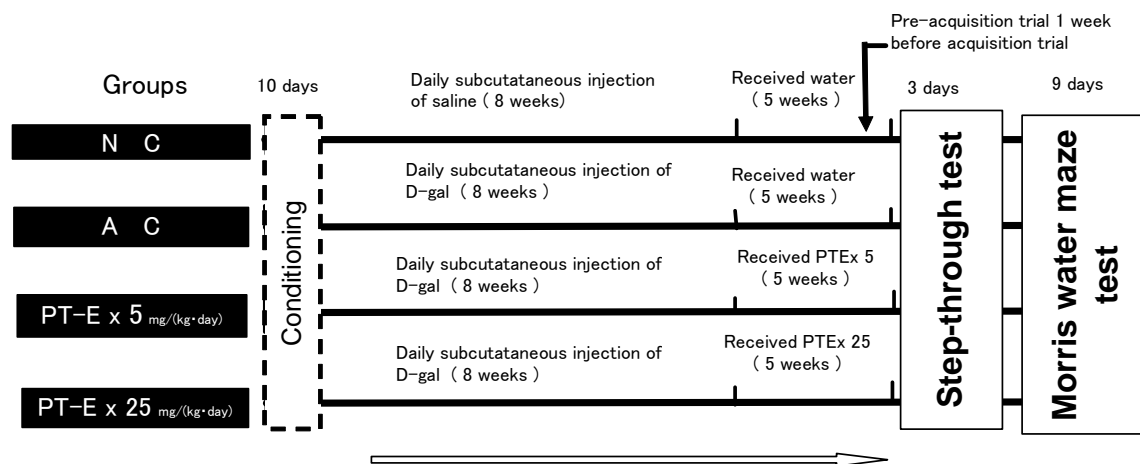 Pre-acquisition trial 1 week
before acquisition trial
Groups
10 days
Daily subcutataneous injection
of saline ( 8 weeks)
Received water
( 5 weeks )
3 days
9 days
N C
Daily subcutataneous injection of
D-gal ( 8 weeks )
Received water
( 5 weeks )
A C
Daily subcutataneous injection of
D-gal ( 8 weeks )
Received PTEx 5
( 5 weeks )
PT-E x 5 mg/(kg・day)
Daily subcutataneous injection of
D-gal ( 8 weeks )
Received PTEx 25
( 5 weeks )
PT-E x 25 mg/(kg・day)
Conditioning
Step-through test
Morris water maze
test